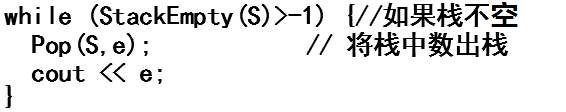 while (StackEmpty(S)>-1) {//如果栈不空
Pop(S,e); // 将栈中数出栈
cout << e;
}